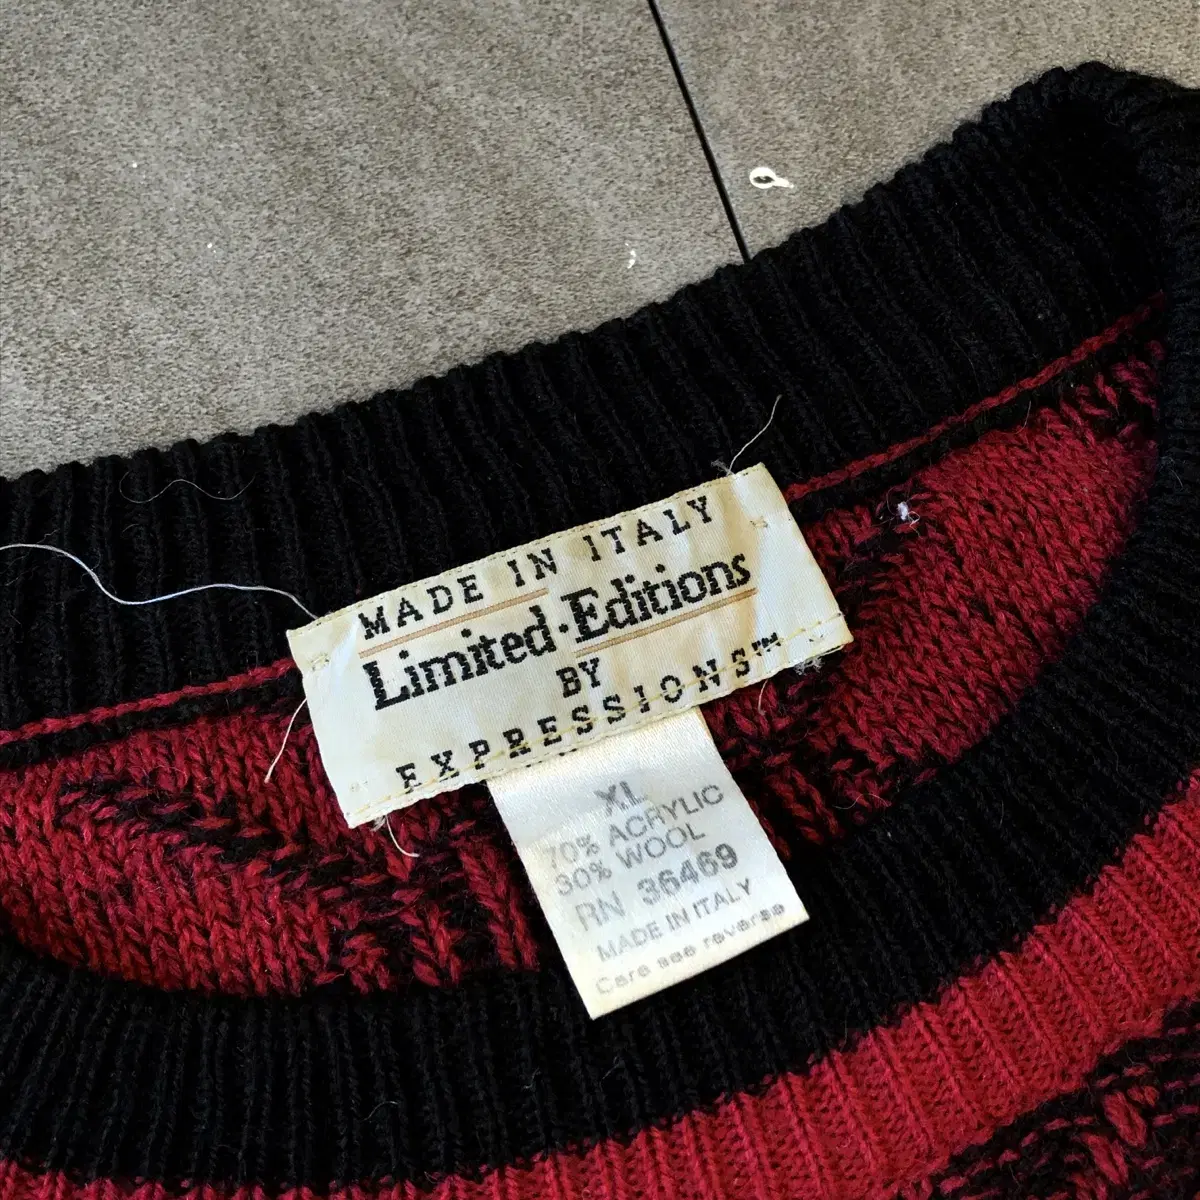 MADE IN ITALY
Limited·Editions
BY
EXPRESSIONS™
XL
70% ACRYLIC
30% WOOL
RN 36469
MADE IN ITALY
Care see reverse